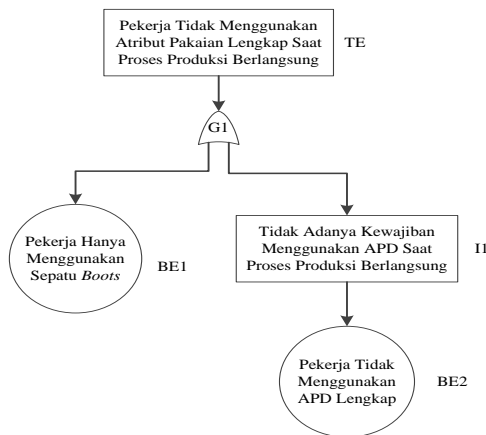 Pekerja Tidak Menggunakan
Atribut Pakaian Lengkap Saat
Proses Produksi Berlangsung
TE
G1
Pekerja Hanya
Menggunakan
Sepatu Boots
BE1
Tidak Adanya Kewajiban
Menggunakan APD Saat
Proses Produksi Berlangsung
I1
Pekerja Tidak
Menggunakan
APD Lengkap
BE2